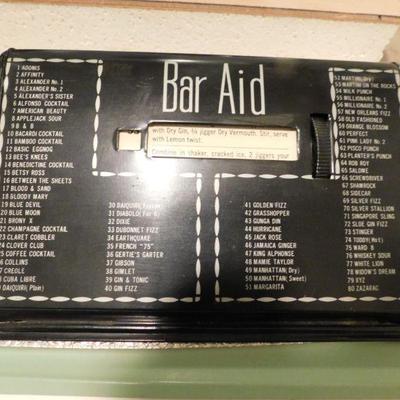 Bar Aid
with Dry Gin, ¾ jigger Dry Vermouth. Stir, serve
with Lemon twist.
Combine in shaker, cracked ice, 2 jiggers your
1 ADONIS
2 AFFINITY
3 ALEXANDER No. 1
4 ALEXANDER No. 2
5 ALEXANDER'S SISTER
6 ALFONSO COCKTAIL
7 AMERICAN BEAUTY
8 APPLEJACK SOUR
9 B & B
10 BACARDI COCKTAIL
11 BAMBOO COCKTAIL
12 BASIC EGGNOG
13 BEE'S KNEES
14 BENEDICTINE COCKTAIL
15 BETSY ROSS
16 BETWEEN THE SHEETS
17 BLOOD & SAND
18 BLOODY MARY
19 BLUE DEVIL
20 BLUE MOON
21 BRONX
22 CHAMPAGNE COCKTAIL
23 CLARET COBBLER
24 CLOVER CLUB
25 COFFEE COCKTAIL
26 COLLINS
27 CREOLE
CUBA LIBRE
DAIQUIRI (Plain)
30 DAIQUIRI (Frozen)
31 DIABOLO
32 DIXIE
33 DUBONNET FIZZ
34 EARTHQUAKE
35 FRENCH "75"
36 GERTIE'S GARTER
37 GIBSON
38 GIMLET
39 GIN & TONIC
40 GIN FIZZ
41 GOLDEN FIZZ
42 GRASSHOPPER
43 GUNGA DIN
44 HURRICANE
45 JACK ROSE
46 JAMAICA GINGER
47 KING ALPHONSE
48 MAMIE TAYLOR
49 MANHATTAN (Dry)
50 MANHATTAN (Sweet)
51 MARGARITA
52 MARTINI (Dry)
53 MARTINI ON THE ROCKS
54 MILK PUNCH
55 MILLIONAIRE No. 1
56 MILLIONAIRE No. 2
57 NEW ORLEANS FIZZ
58 OLD FASHIONED
59 ORANGE BLOSSOM
60 PERFECT
61 PINK LADY No. 2
62 PISCO PUNCH
63 PLANTER'S PUNCH
64 ROB ROY
65 SALOME
66 SCREWDRIVER
67 SHAMROCK
68 SIDECAR
69 SILVER FIZZ
70 SILVER STALLION
71 SINGAPORE SLING
72 SLOE GIN FIZZ
73 STINGER
74 TODDY (Hot)
75 WARD 8
76 WHISKEY SOUR
77 WHITE LION
78 WIDOW'S DREAM
79 XYZ
80 ZAZARAC